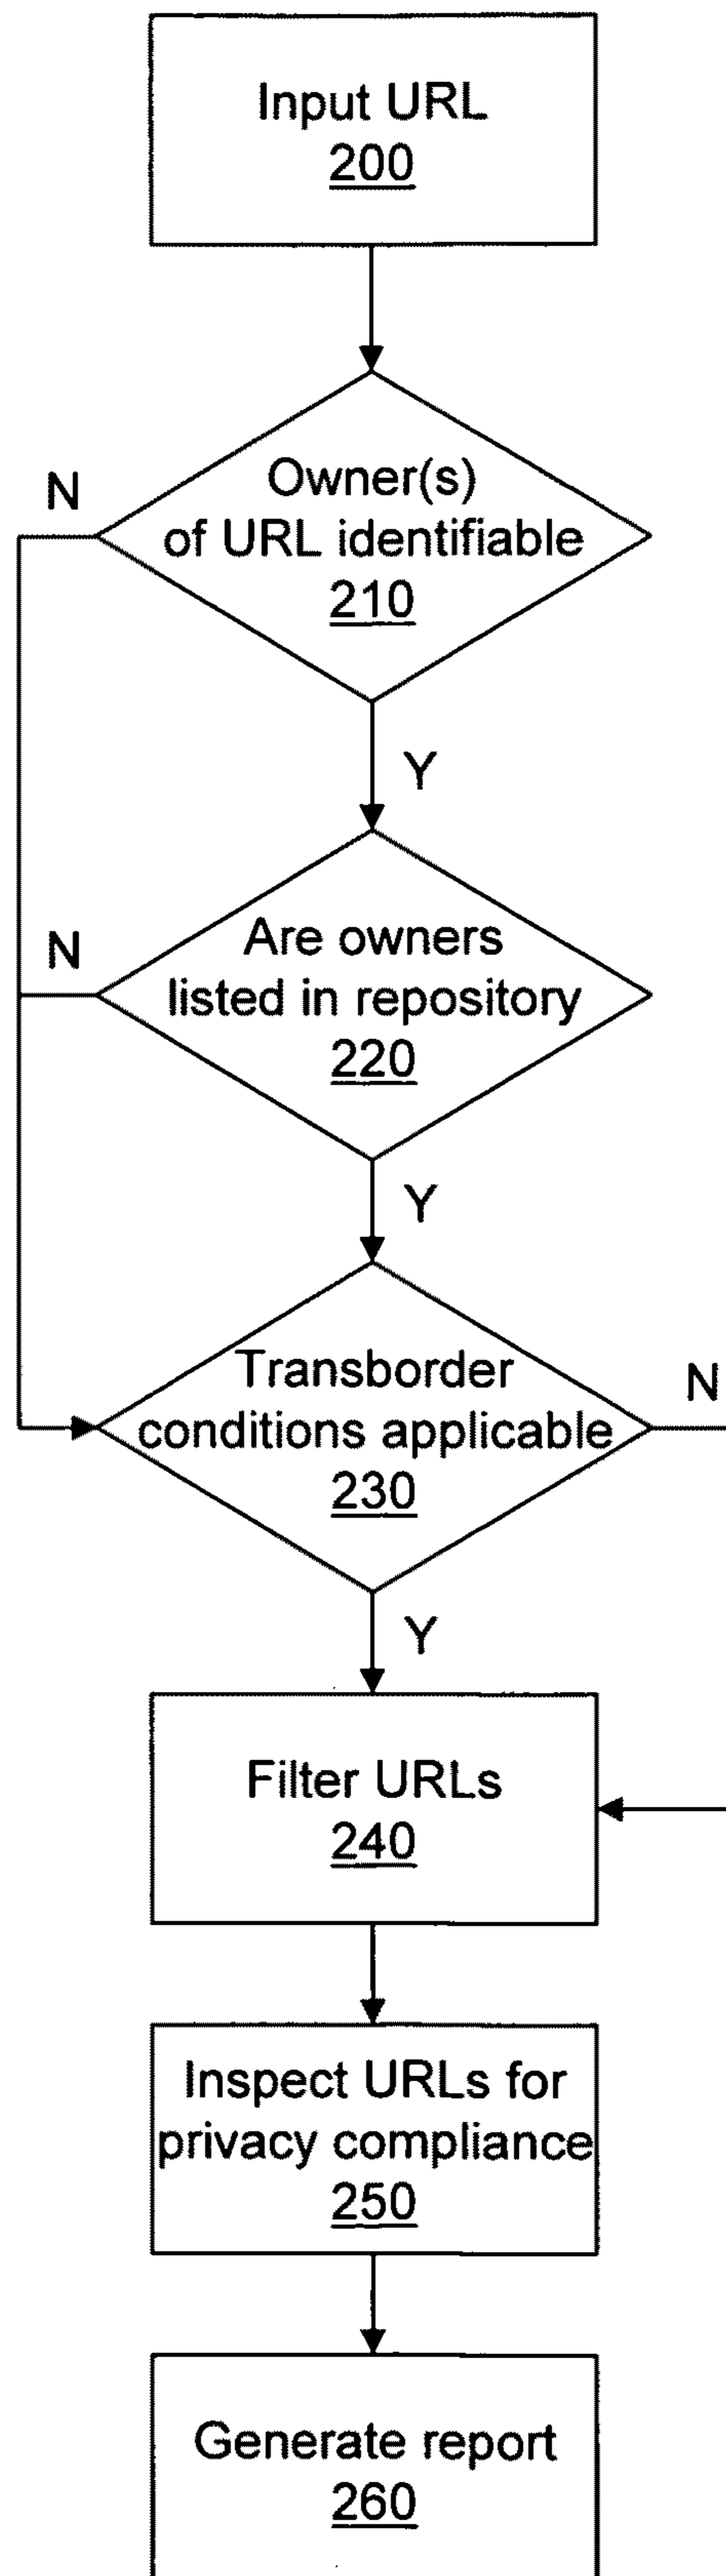 Input URL
200
N
Owner(s)
of URL identifiable
210
Y
N
Are owners
listed in repository
220
Y
Transborder
conditions applicable
230
N
Y
Filter URLs
240
Inspect URLs for
privacy compliance
250
Generate report
260